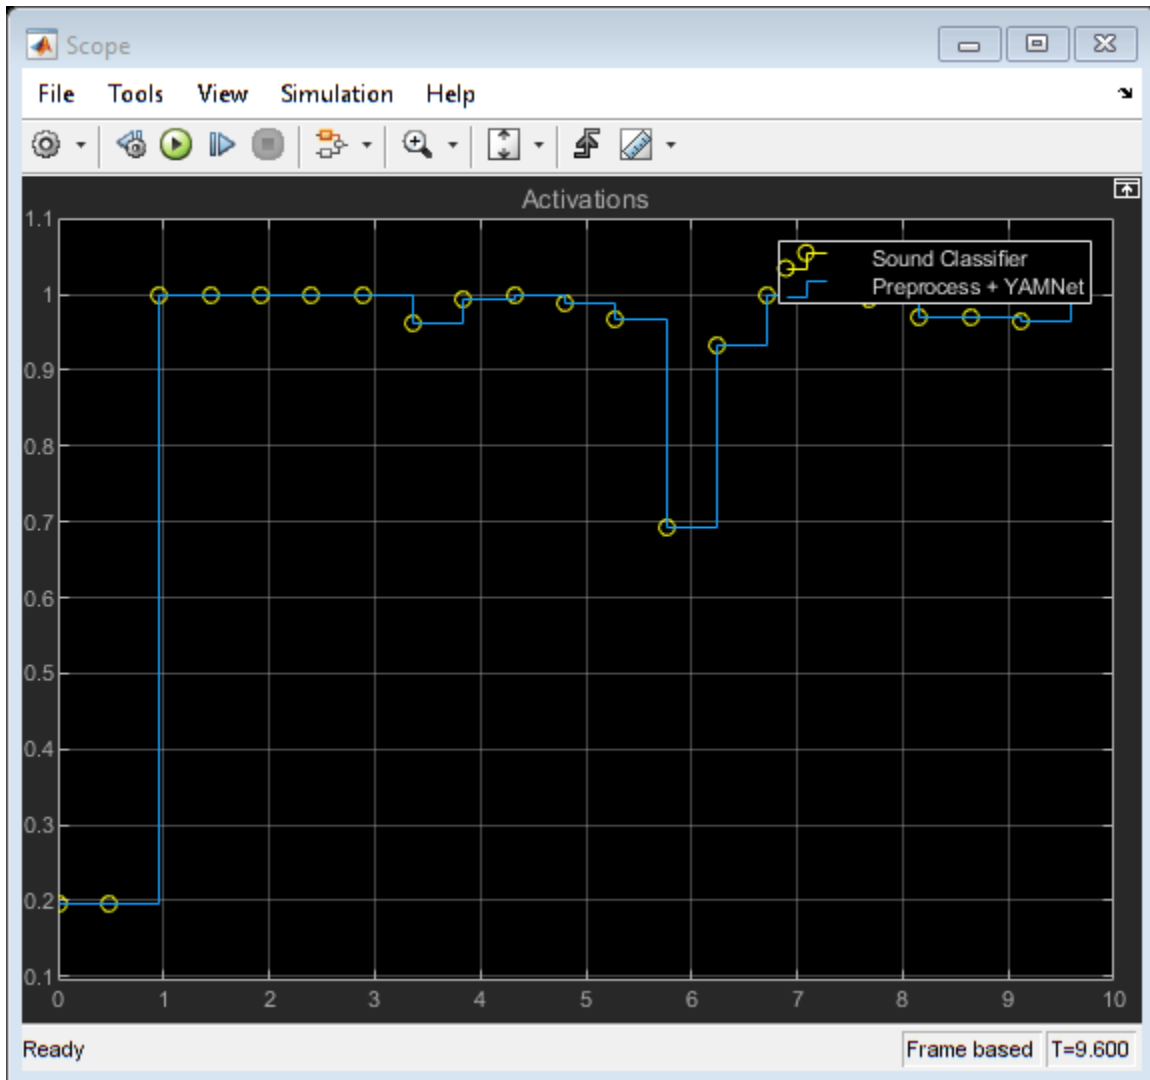 Scope
File Tools View Simulation Help
Activations
1.1
1
0.9
0.8
0.7
0.6
0.5
0.4
0.3
0.2
0.1
Sound Classifier
Preprocess + YAMNet
0 1 2 3 4 5 6 7 8 9 10
Ready Frame based T=9.600